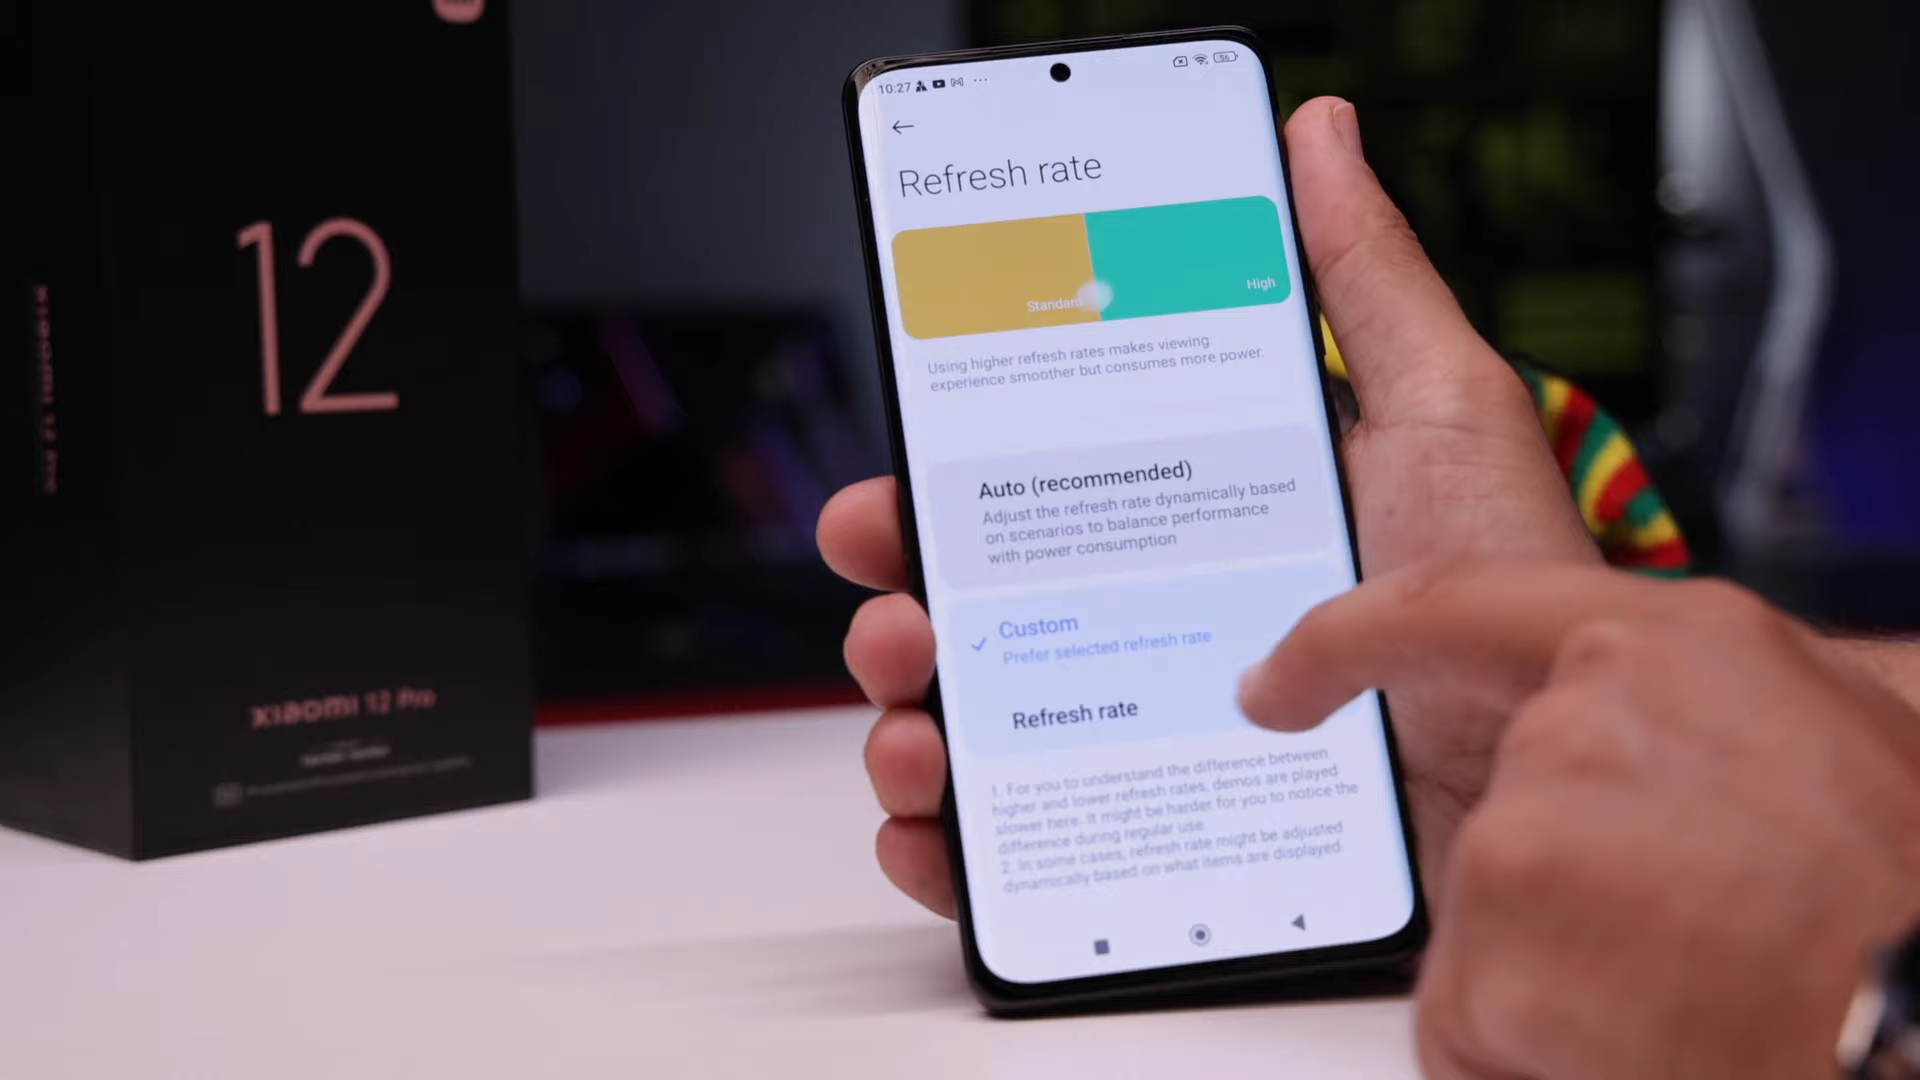 12
xiaomi 12 Pro
xiaomi 12 Pro
10:27
56
Refresh rate
Standard
High
Using higher refresh rates makes viewing
experience smoother but consumes more power.
Auto (recommended)
Adjust the refresh rate dynamically based
on scenarios to balance performance
with power consumption
Custom
Prefer selected refresh rate
Refresh rate
1. For you to understand the difference between
higher and lower refresh rates, demos are played
slower here. It might be harder for you to notice the
difference during regular use.
2. In some cases, refresh rate might be adjusted
dynamically based on what items are displayed.